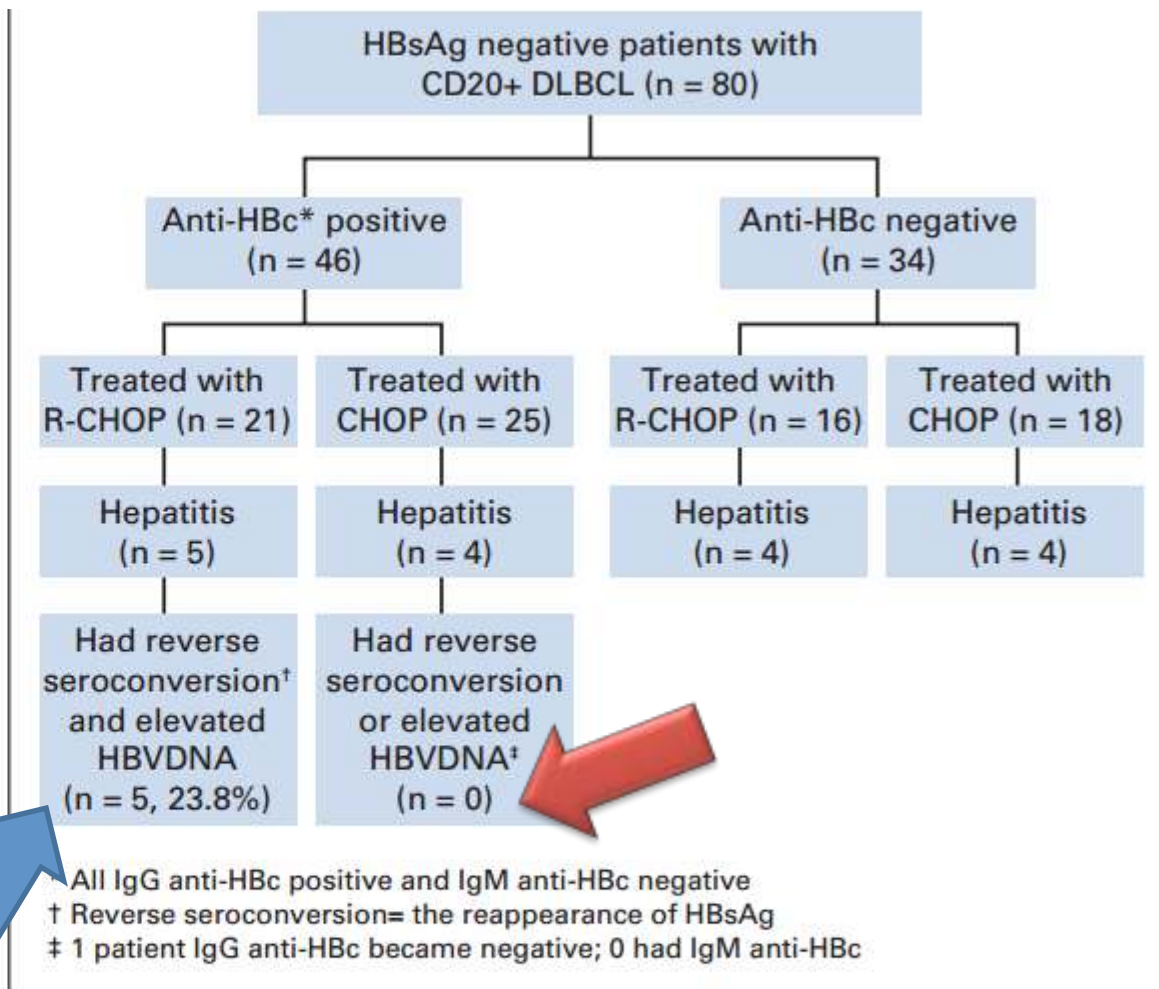 HBsAg negative patients with
CD20+ DLBCL (n = 80)
Anti-HBc* positive
(n = 46)
Anti-HBc negative
(n = 34)
Treated with
R-CHOP (n = 21)
Treated with
CHOP (n = 25)
Treated with
R-CHOP (n = 16)
Treated with
CHOP (n = 18)
Hepatitis
(n = 5)
Hepatitis
(n = 4)
Hepatitis
(n = 4)
Hepatitis
(n = 4)
Had reverse
seroconversion†
and elevated
HBVDNA
(n = 5, 23.8%)
Had reverse
seroconversion
or elevated
HBVDNA‡
(n = 0)
All IgG anti-HBc positive and IgM anti-HBc negative
† Reverse seroconversion= the reappearance of HBsAg
‡ 1 patient IgG anti-HBc became negative; 0 had IgM anti-HBc